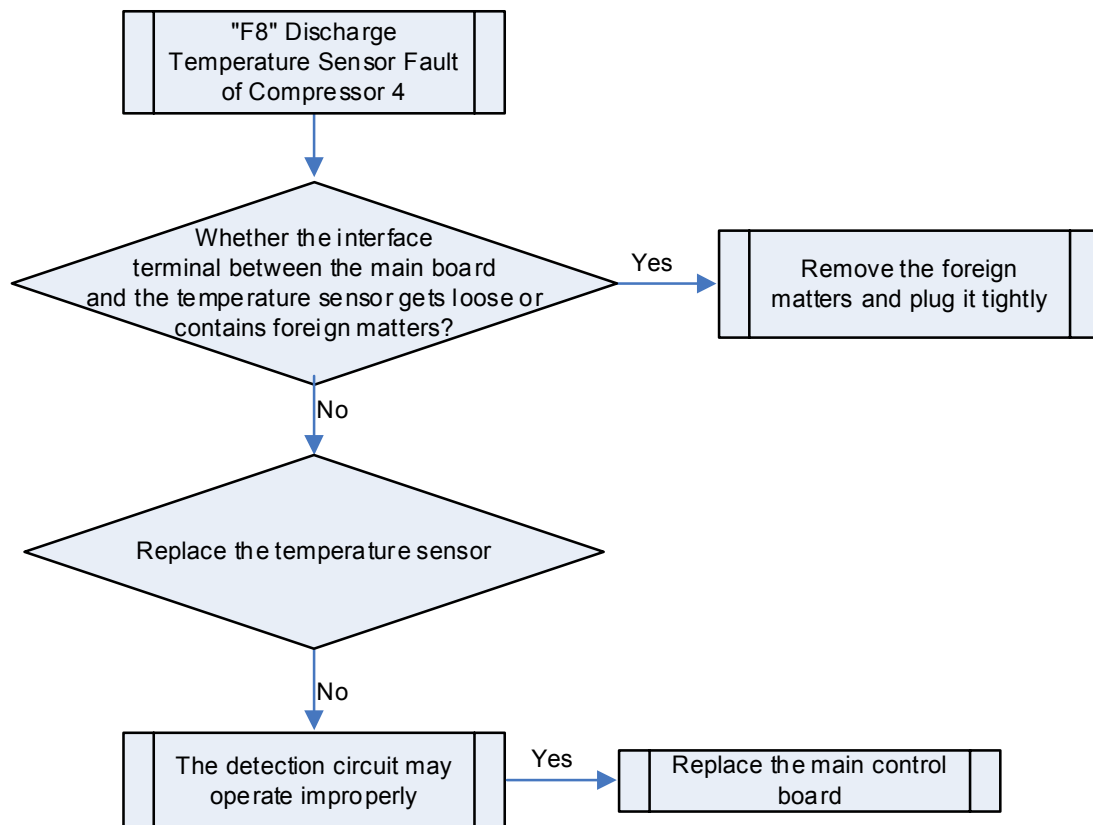 "F8" Discharge
Temperature Sensor Fault
of Compressor 4
Whether the interface
terminal between the main board
and the temperature sensor gets loose or
contains foreign matters?
Yes
Remove the foreign
matters and plug it tightly
No
Replace the temperature sensor
No
The detection circuit may
operate improperly
Yes
Replace the main control
board